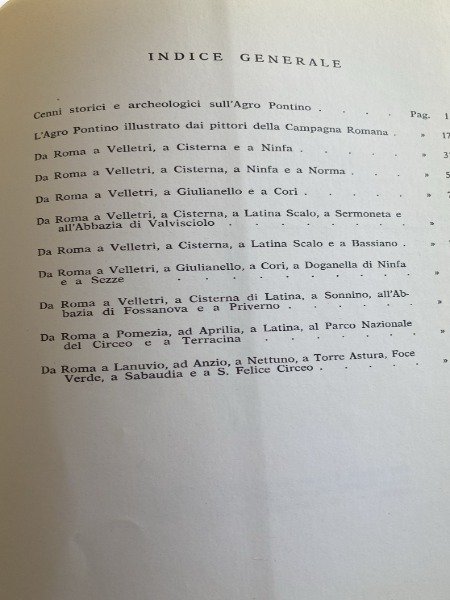 INDICE GENERALE
Cenni storici e archeologici sull'Agro Pontino . . . . Pag. 1
L'Agro Pontino illustrato dai pittori della Campagna Romana . » 17
Da Roma a Velletri, a Cisterna e a Ninfa . . . . . » 3
Da Roma a Velletri, a Cisterna, a Ninfa e a Norma . . . »
Da Roma a Velletri, a Giulianello e a Cori . . . . . »
Da Roma a Velletri, a Cisterna, a Latina Scalo, a Sermoneta e
all'Abbazia di Valvisciolo . . . . . . . . »
Da Roma a Velletri, a Cisterna, a Latina Scalo e a Bassiano . »
Da Roma a Velletri, a Giulianello, a Cori, a Doganella di Ninfa
e a Sezze . . . . . . . . . . »
Da Roma a Velletri, a Cisterna di Latina, a Sonnino, all'Ab-
bazia di Fossanova e a Priverno . . . . . . »
Da Roma a Pomezia, ad Aprilia, a Latina, al Parco Nazionale
del Circeo e a Terracina . . . . . . . »
Da Roma a Lanuvio, ad Anzio, a Nettuno, a Torre Astura, Foce
Verde, a Sabaudia e a S. Felice Circeo . . . . . »